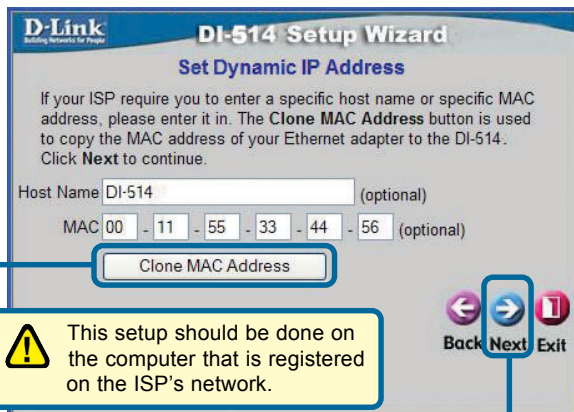 D-Link
Building Networks for People
DI-514 Setup Wizard
Set Dynamic IP Address
If your ISP require you to enter a specific host name or specific MAC
address, please enter it in. The Clone MAC Address button is used
to copy the MAC address of your Ethernet adapter to the DI-514.
Click Next to continue.
Host Name DI-514 (optional)
MAC 00 - 11 - 55 - 33 - 44 - 56 (optional)
Clone MAC Address
This setup should be done on
the computer that is registered
on the ISP's network.
Back Next Exit